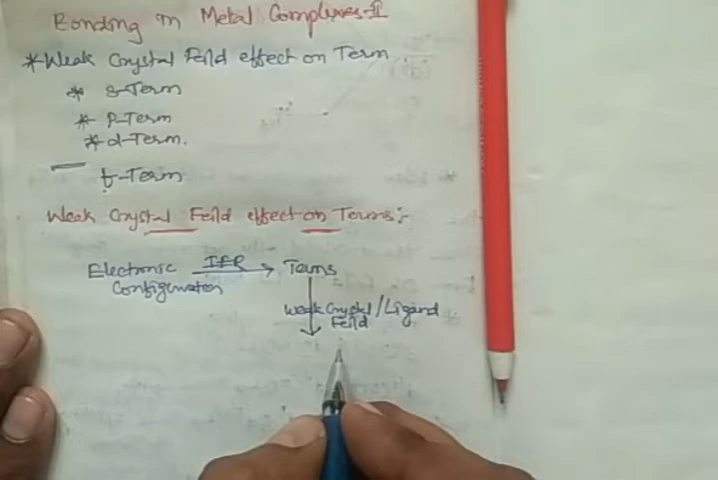 Bonding in Metal Complexes-II
*Weak Crystal Feild effect on Term.
* S-Term
* P-Term
* d-Term.
f-Term
Weak Crystal Feild effect on Terms:-
Electronic Configuration IER Terms
Weak Crystal/Ligand
Feild